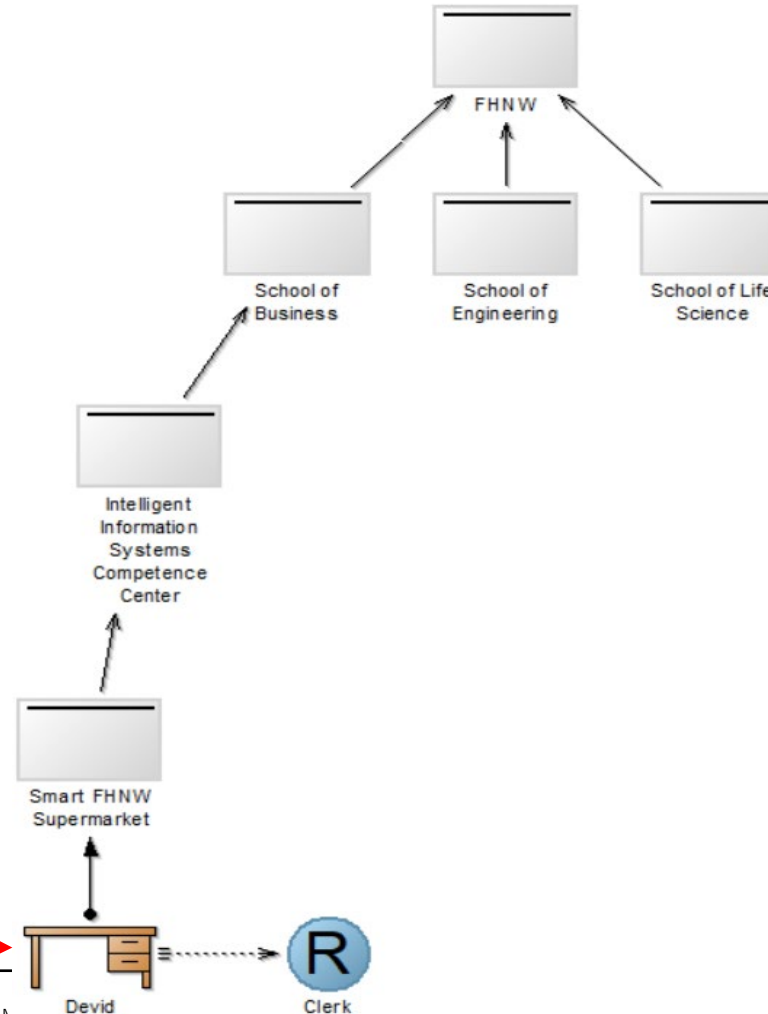 FHNW
School of
Business
School of
Engineering
School of Life
Science
Intelligent
Information
Systems
Competence
Center
Smart FHNW
Supermarket
R
Devid
Clerk